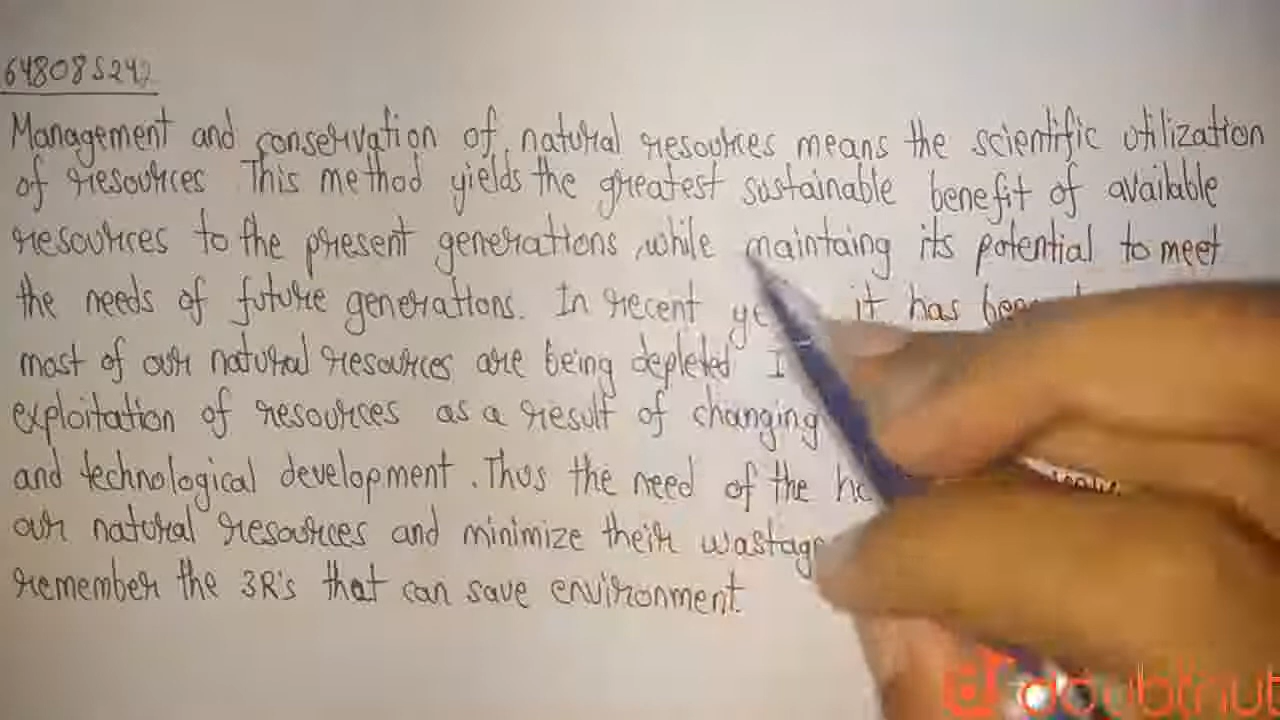 648085242
Management and conservation of natural resources means the scientific utilization
of resources This method yields the greatest sustainable benefit of available
resources to the present generations while maintaing its potential to meet
the needs of future generations. In recent it has
most of our natural resources are being depleted I
exploitation of resources as a result of changing
and technological development. Thus the need of the
our natural resources and minimize their
remember the 3R's that can save environment
doubtnut